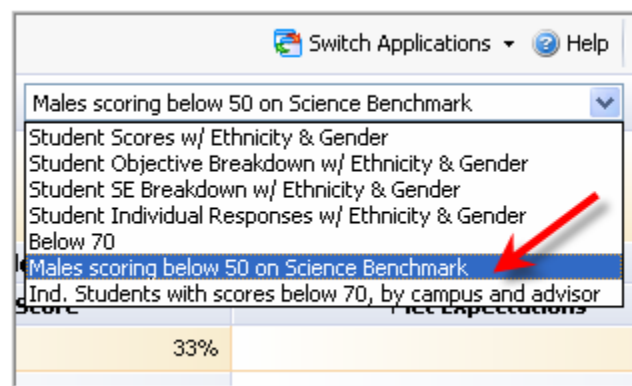 Switch Applications Help
Males scoring below 50 on Science Benchmark
Student Scores w/ Ethnicity & Gender
Student Objective Breakdown w/ Ethnicity & Gender
Student SE Breakdown w/ Ethnicity & Gender
Student Individual Responses w/ Ethnicity & Gender
Below 70
Males scoring below 50 on Science Benchmark
Ind. Students with scores below 70, by campus and advisor
Score Met Expectations
33%